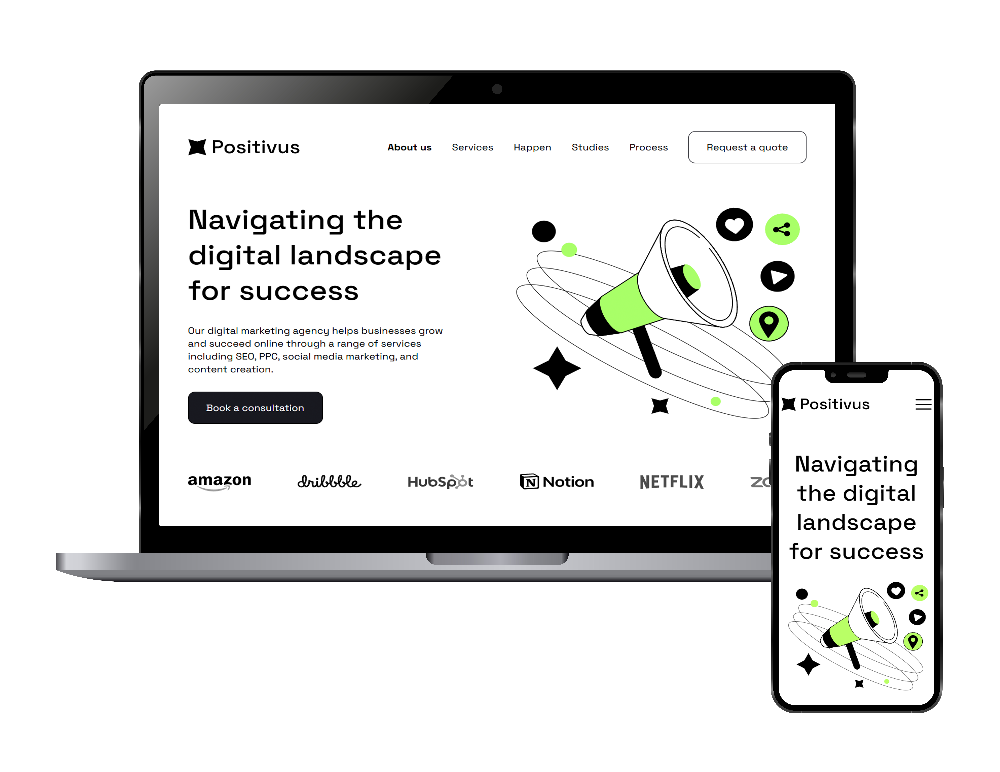 Positivus
About us Services Happen Studies Process Request a quote
Navigating the
digital landscape
for success
Our digital marketing agency helps businesses grow
and succeed online through a range of services
including SEO, PPC, social media marketing, and
content creation.
Book a consultation
amazon dribbble HubSpot N Notion NETFLIX
Positivus
Navigating
the digital
landscape
for success